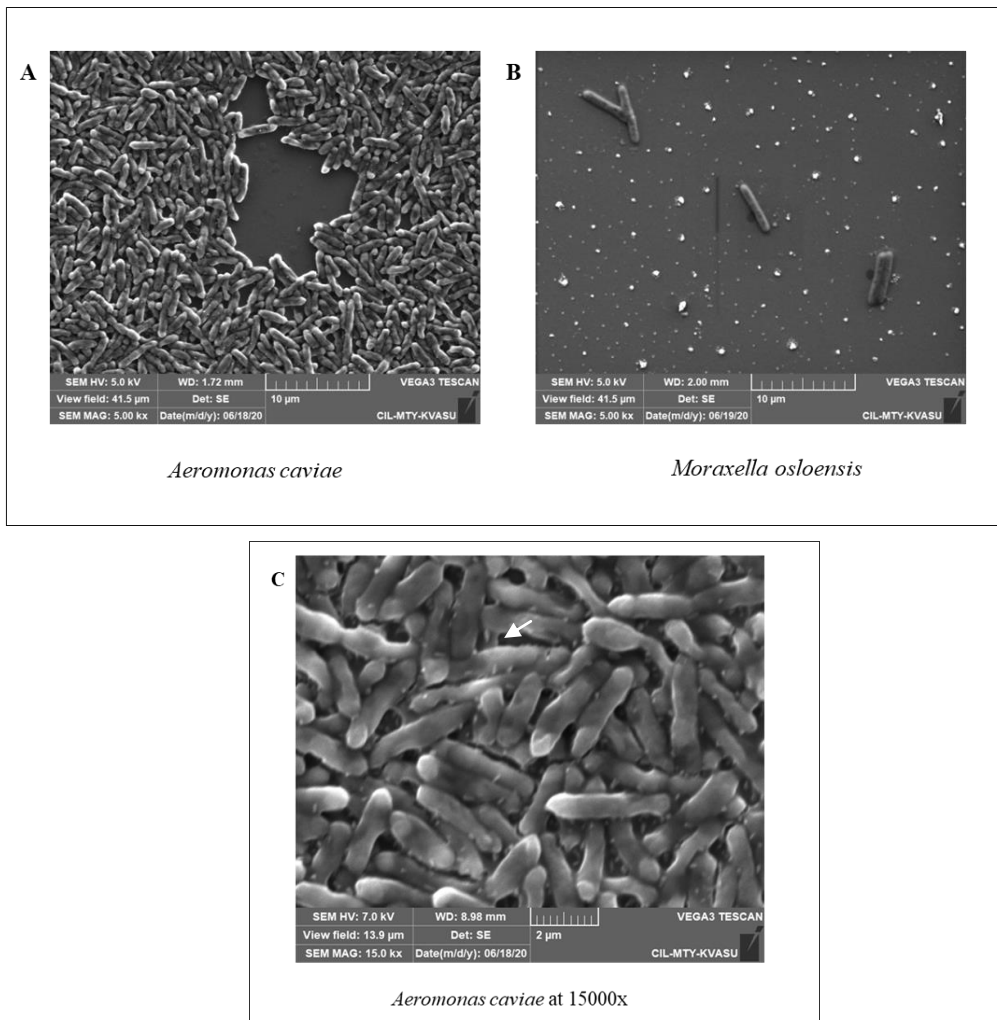 A
SEM HV: 5.0 kV WD: 1.72 mm VEGA3 TESCAN
View field: 41.5 µm Det: SE 10 µm
SEM MAG: 5.00 kx Date(m/d/y): 06/18/20 CIL-MTY-KVASU
Aeromonas caviae
B
SEM HV: 5.0 kV WD: 2.00 mm VEGA3 TESCAN
View field: 41.5 µm Det: SE 10 µm
SEM MAG: 5.00 kx Date(m/d/y): 06/19/20 CIL-MTY-KVASU
Moraxella osloensis
C
SEM HV: 7.0 kV WD: 8.98 mm VEGA3 TESCAN
View field: 13.9 µm Det: SE 2 µm
SEM MAG: 15.0 kx Date(m/d/y): 06/18/20 CIL-MTY-KVASU
Aeromonas caviae at 15000x